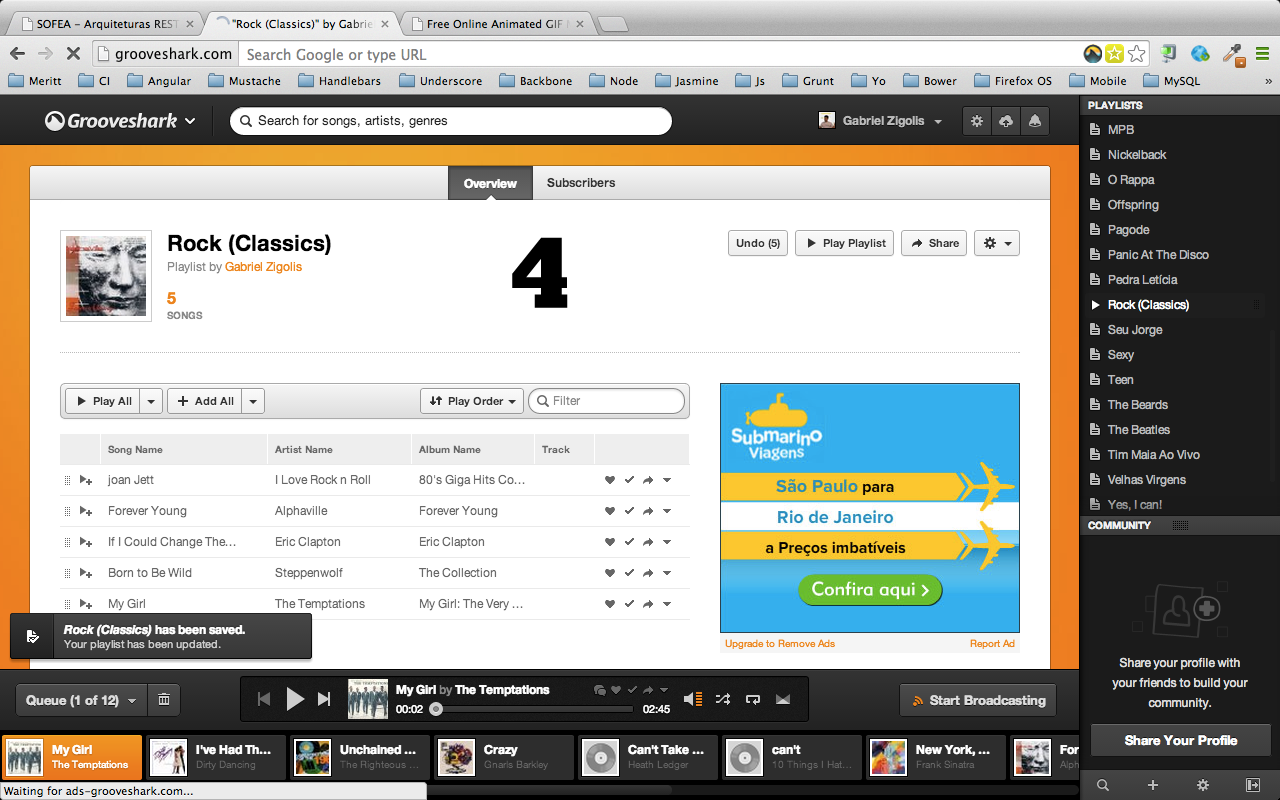 SOFEA – Arquiteturas REST
"Rock (Classics)" by Gabriel
Free Online Animated GIF
grooveshark.com
Search Google or type URL
Meritt
CI
Angular
Mustache
Handlebars
Underscore
Backbone
Node
Jasmine
Js
Grunt
Yo
Bower
Firefox OS
Mobile
MySQL
»
Grooveshark
Search for songs, artists, genres
Gabriel Zigolis
Overview
Subscribers
Rock (Classics)
Playlist by Gabriel Zigolis
5
SONGS
4
Undo (5)
Play Playlist
Share
Play All
Add All
Play Order
Filter
Song Name Artist Name Album Name Track
joan Jett I Love Rock n Roll 80's Giga Hits Co...
Forever Young Alphaville Forever Young
If I Could Change The... Eric Clapton Eric Clapton
Born to Be Wild Steppenwolf The Collection
My Girl The Temptations My Girl: The Very ...
Submarino
Viagens
São Paulo para
Rio de Janeiro
a Preços imbatíveis
Confira aqui >
Upgrade to Remove Ads
Report Ad
Rock (Classics) has been saved.
Your playlist has been updated.
PLAYLISTS
MPB
Nickelback
O Rappa
Offspring
Pagode
Panic At The Disco
Pedra Letícia
Rock (Classics)
Seu Jorge
Sexy
Teen
The Beards
The Beatles
Tim Maia Ao Vivo
Velhas Virgens
Yes, I can!
COMMUNITY
Share your profile with
your friends to build your
community.
Share Your Profile
Queue (1 of 12)
My Girl by The Temptations
00:02
02:45
Start Broadcasting
My Girl
The Temptations
I've Had Th...
Dirty Dancing
Unchained ...
The Righteous ...
Crazy
Gnarls Barkley
Can't Take ...
Heath Ledger
can't
10 Things I Hat...
New York, ...
Frank Sinatra
For
Alph
Waiting for ads-grooveshark.com...